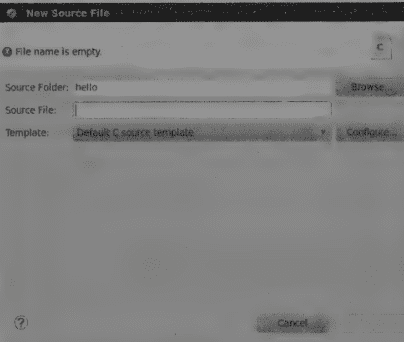 New Source File
File name is empty.
C
Source Folder: hello Browse...
Source File:
Template: Default C source template Configure...
?
Cancel